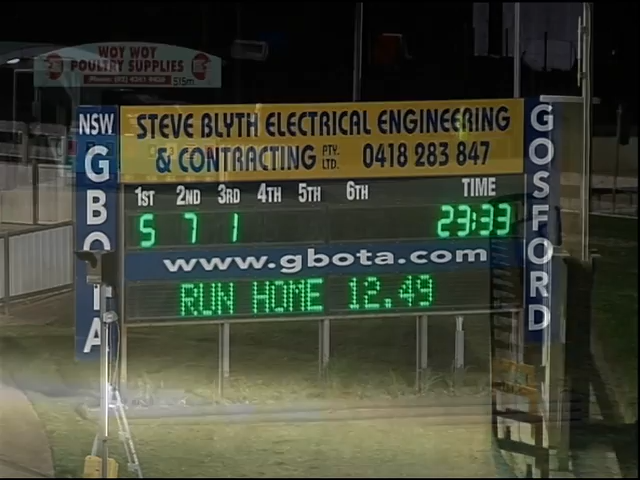 WOY WOY
POULTRY SUPPLIES
515m
STEVE BLYTH ELECTRICAL ENGINEERING
& CONTRACTING PTY. LTD. 0418 283 847
NSW GBOTA
GOSFORD
1ST 2ND 3RD 4TH 5TH 6TH TIME
5 7 1 23:33
www.gbota.com
RUN HOME 12.49